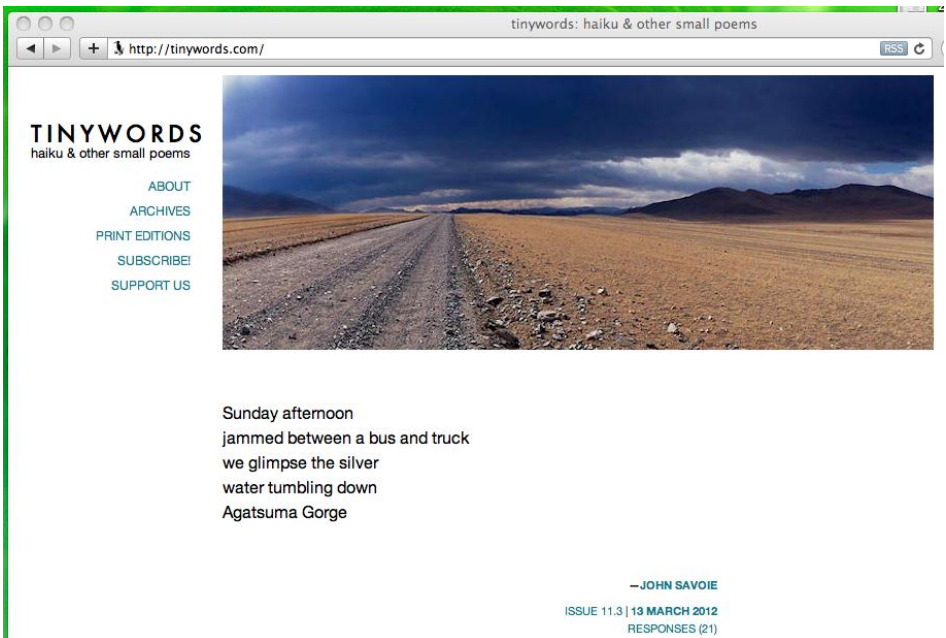 tinywords: haiku & other small poems
http://tinywords.com/
RSS
TINYWORDS
haiku & other small poems
ABOUT
ARCHIVES
PRINT EDITIONS
SUBSCRIBE!
SUPPORT US
Sunday afternoon
jammed between a bus and truck
we glimpse the silver
water tumbling down
Agatsuma Gorge
—JOHN SAVOIE
ISSUE 11.3 | 13 MARCH 2012
RESPONSES (21)